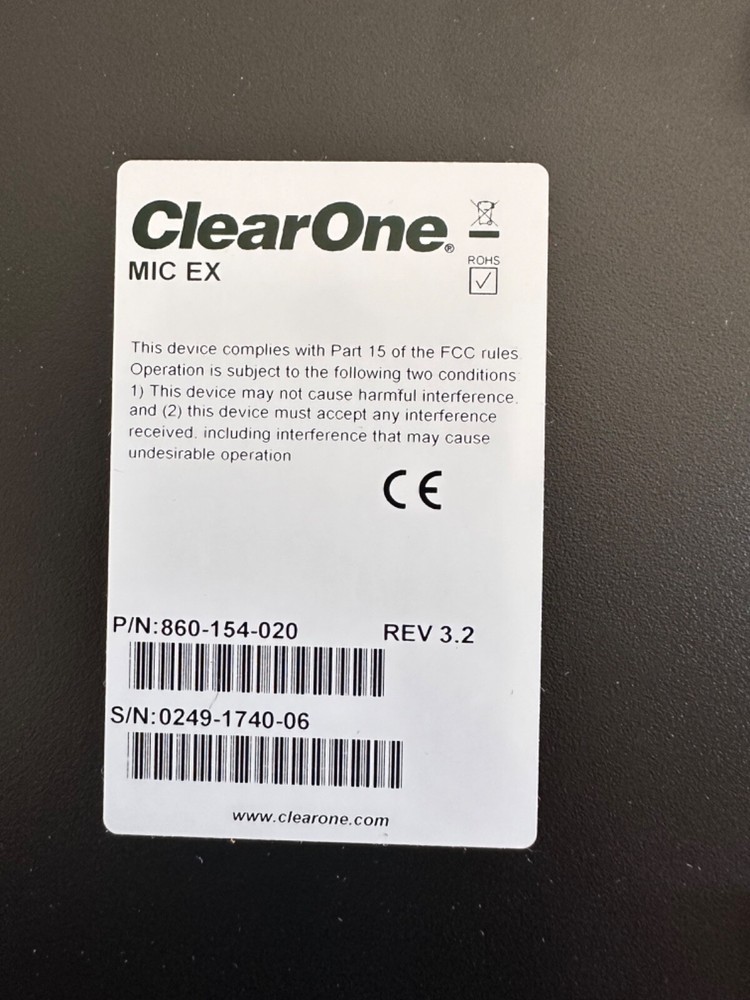 ClearOne®
MIC EX
ROHS
This device complies with Part 15 of the FCC rules.
Operation is subject to the following two conditions
1) This device may not cause harmful interference.
and (2) this device must accept any interference
received. including interference that may cause
undesirable operation
CE
P/N:860-154-020 REV 3.2
S/N:0249-1740-06
www.clearone.com